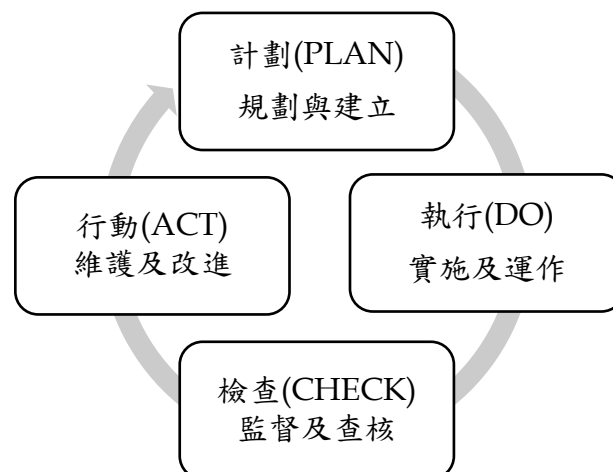 計劃(PLAN)
規劃與建立
行動(ACT)
維護及改進
執行(DO)
實施及運作
檢查(CHECK)
監督及查核